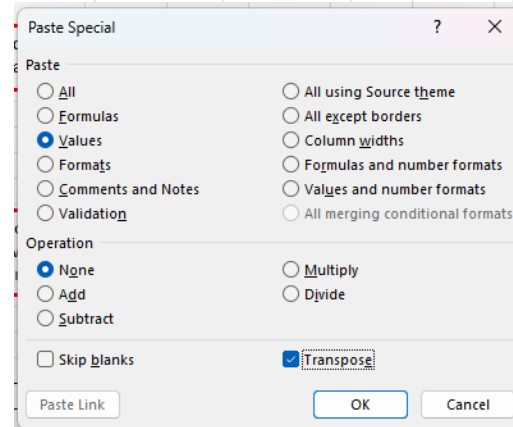 Paste Special ? X
Paste
All
All using Source theme
Formulas
All except borders
Values
Column widths
Formats
Formulas and number formats
Comments and Notes
Values and number formats
Validation
All merging conditional formats
Operation
None
Multiply
Add
Divide
Subtract
Skip blanks
Transpose
Paste Link
OK
Cancel